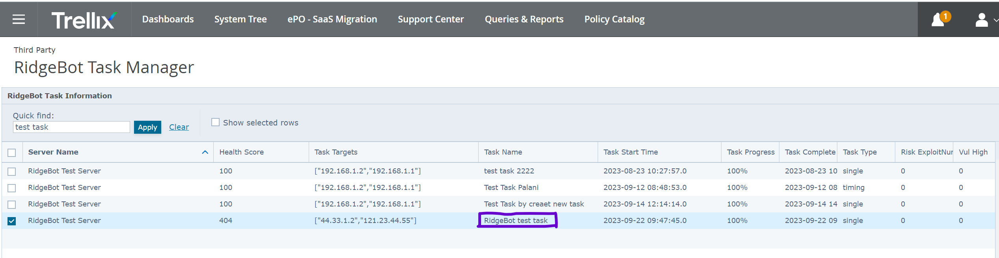 Trellix Dashboards System Tree ePO - SaaS Migration Support Center Queries & Reports Policy Catalog 1
Third Party
RidgeBot Task Manager
RidgeBot Task Information
Quick find:
test task Apply Clear Show selected rows
Server Name Health Score Task Targets Task Name Task Start Time Task Progress Task Complete Task Type Risk ExploitNur Vul High
RidgeBot Test Server 100 ["192.168.1.2","192.168.1.1"] test task 2222 2023-08-23 10:27:57.0 100% 2023-08-23 10 single 0 0
RidgeBot Test Server 100 ["192.168.1.2","192.168.1.1"] Test Task Palani 2023-09-12 08:48:53.0 100% 2023-09-12 08 timing 0 0
RidgeBot Test Server 100 ["192.168.1.2","192.168.1.1"] Test Task by creaet new task 2023-09-14 12:14:14.0 100% 2023-09-14 14 single 0 0
RidgeBot Test Server 404 ["44.33.1.2","121.23.44.55"] RidgeBot test task 2023-09-22 09:47:45.0 100% 2023-09-22 09 single 0 0